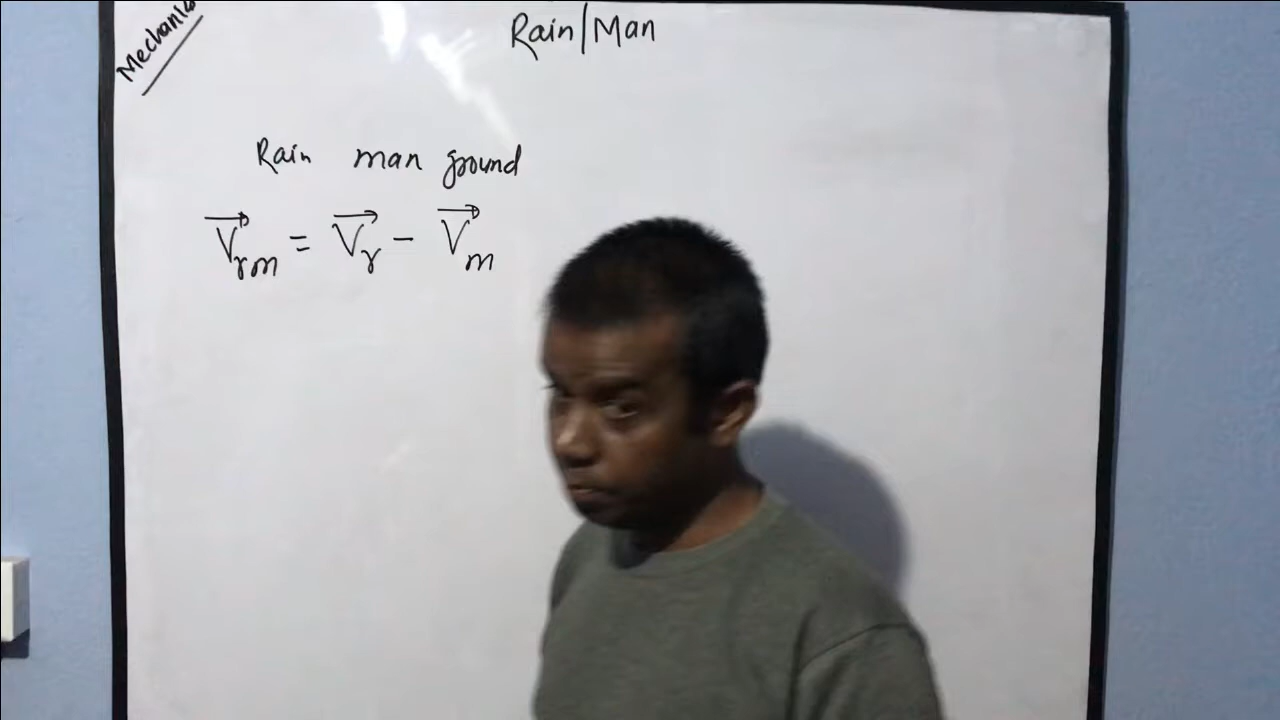 Mechanics
Rain/Man
Rain man ground
V⃗rm = V⃗r - V⃗m